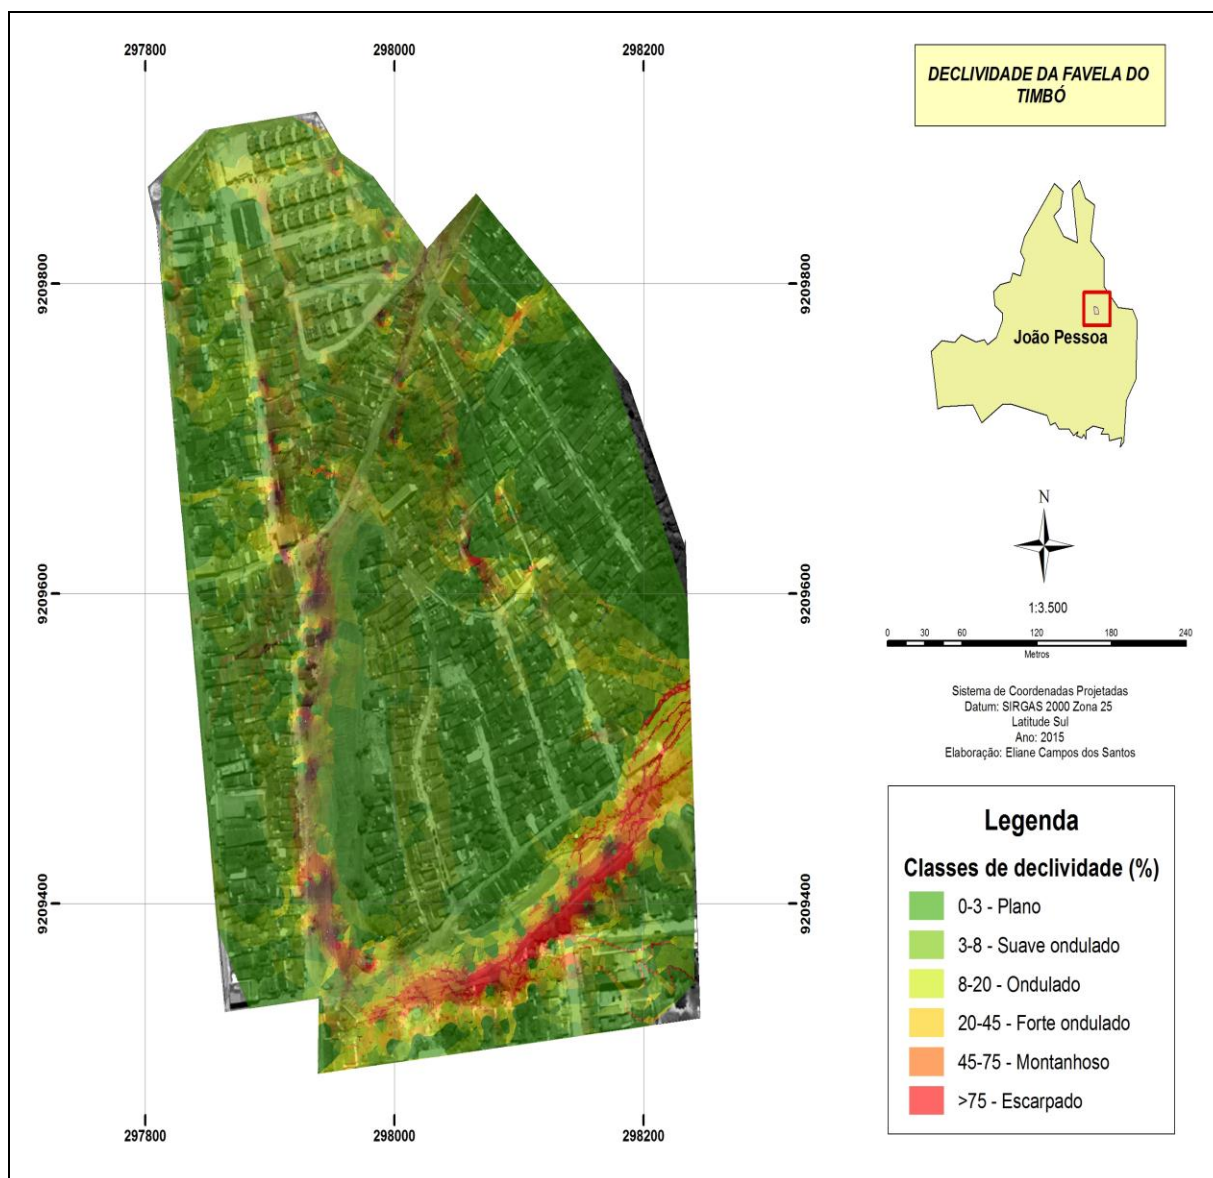 297800
298000
298200
9209800
9209800
9209600
9209600
9209400
9209400
297800
298000
298200
DECLIVIDADE DA FAVELA DO
TIMBÓ
João Pessoa
N
1:3.500
0 30 60 120 180 240
Metros
Sistema de Coordenadas Projetadas
Datum: SIRGAS 2000 Zona 25
Latitude Sul
Ano: 2015
Elaboração: Eliane Campos dos Santos
Legenda
Classes de declividade (%)
0-3 - Plano
3-8 - Suave ondulado
8-20 - Ondulado
20-45 - Forte ondulado
45-75 - Montanhoso
>75 - Escarpado